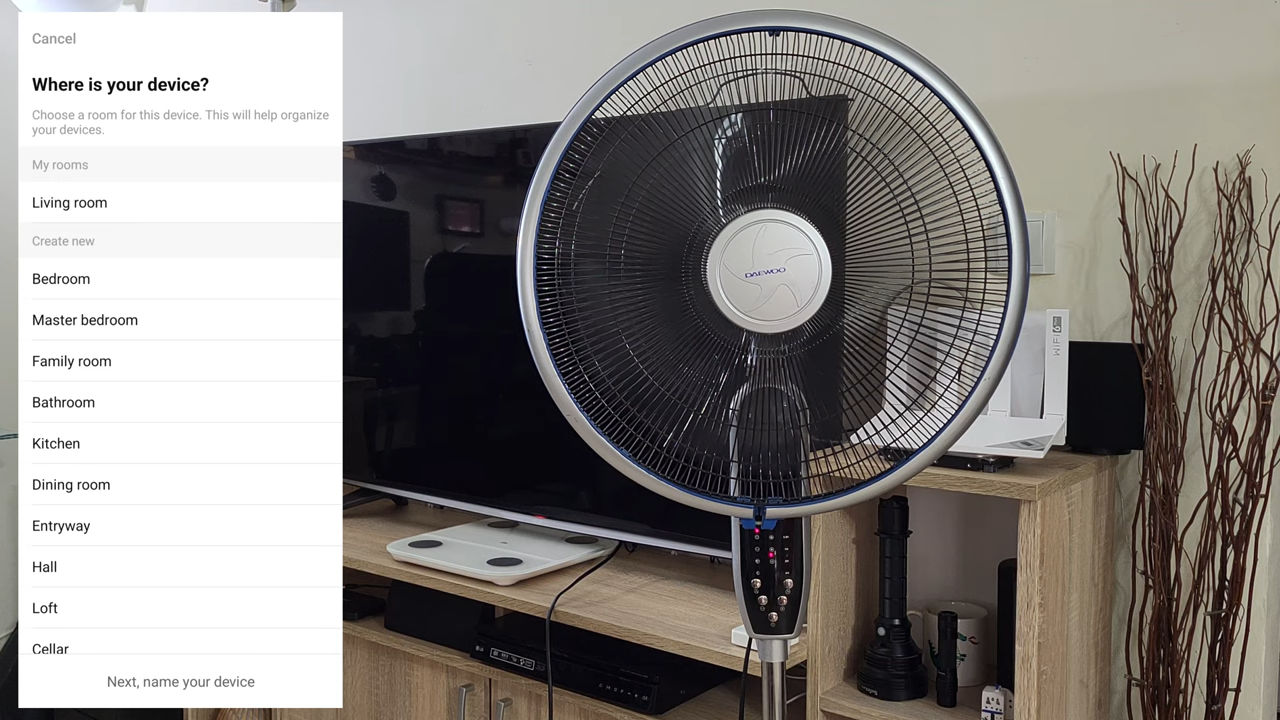 Cancel
Where is your device?
Choose a room for this device. This will help organize
your devices.
My rooms
Living room
Create new
Bedroom
Master bedroom
Family room
Bathroom
Kitchen
Dining room
Entryway
Hall
Loft
Cellar
Next, name your device
DAEWOO
WiFi 6